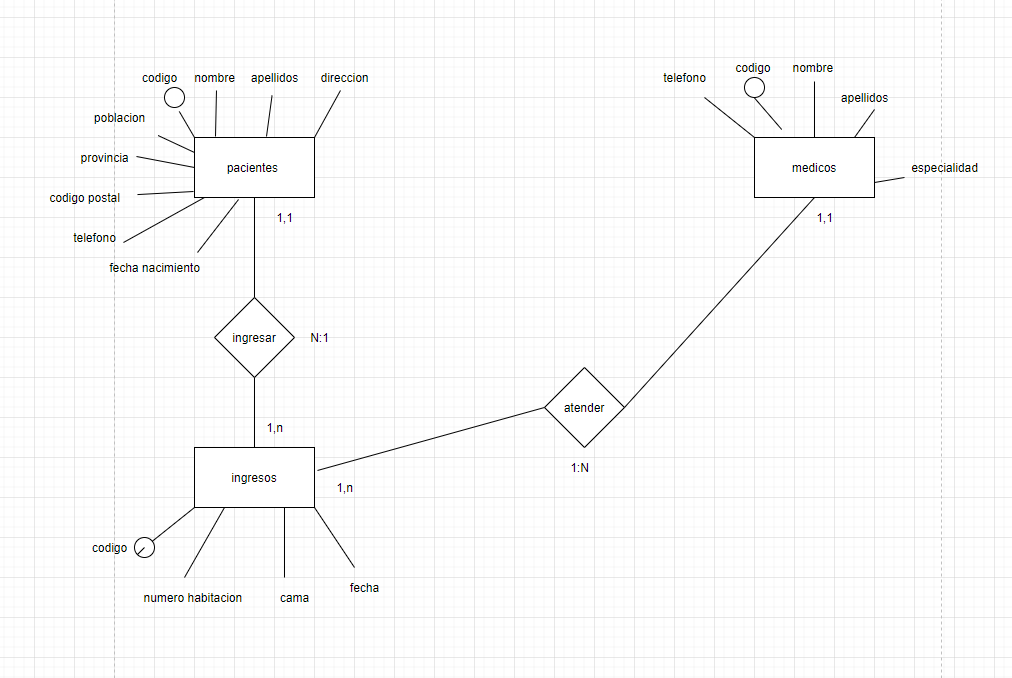 codigo
nombre
apellidos
direccion
poblacion
provincia
codigo postal
telefono
fecha nacimiento
pacientes
1,1
ingresar
N:1
1,n
ingresos
1,n
codigo
numero habitacion
cama
fecha
atender
1:N
telefono
codigo
nombre
apellidos
especialidad
medicos
1,1